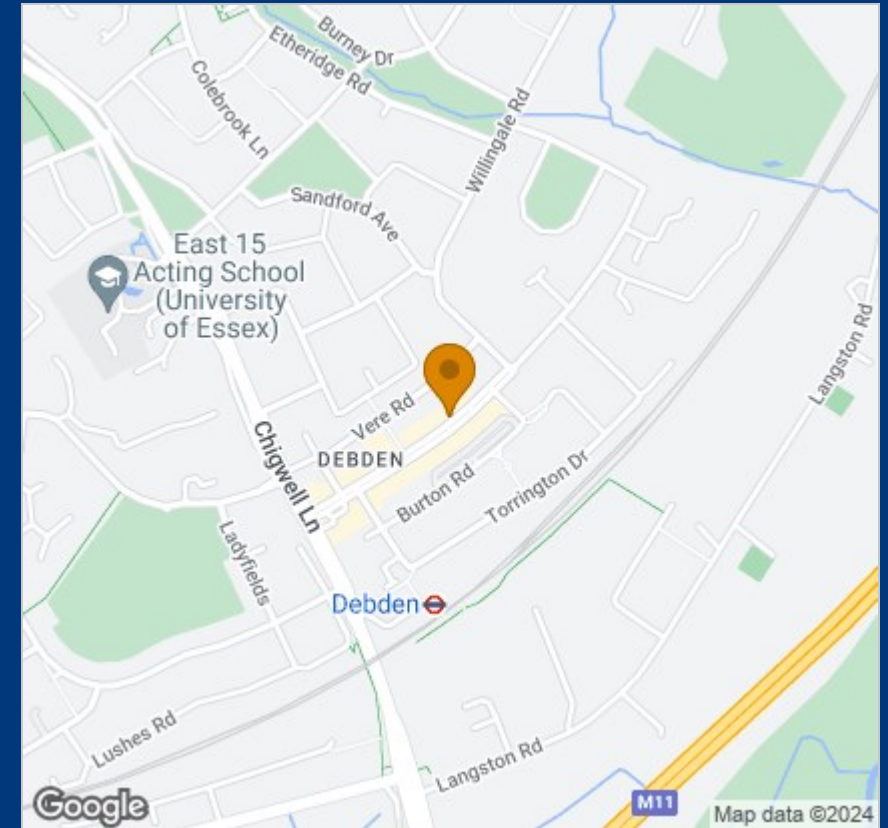 Burney Dr
Etheridge Rd
Colebrook Ln
Willingale Rd
Sandford Ave
East 15
Acting School
(University
of Essex)
Langston Rd
Vere Rd
Chigwell Ln
DEBDEN
Burton Rd
Torrington Dr
Ladyfields
Debden
Lushes Rd
Langston Rd
M11
Google
Map data ©2024